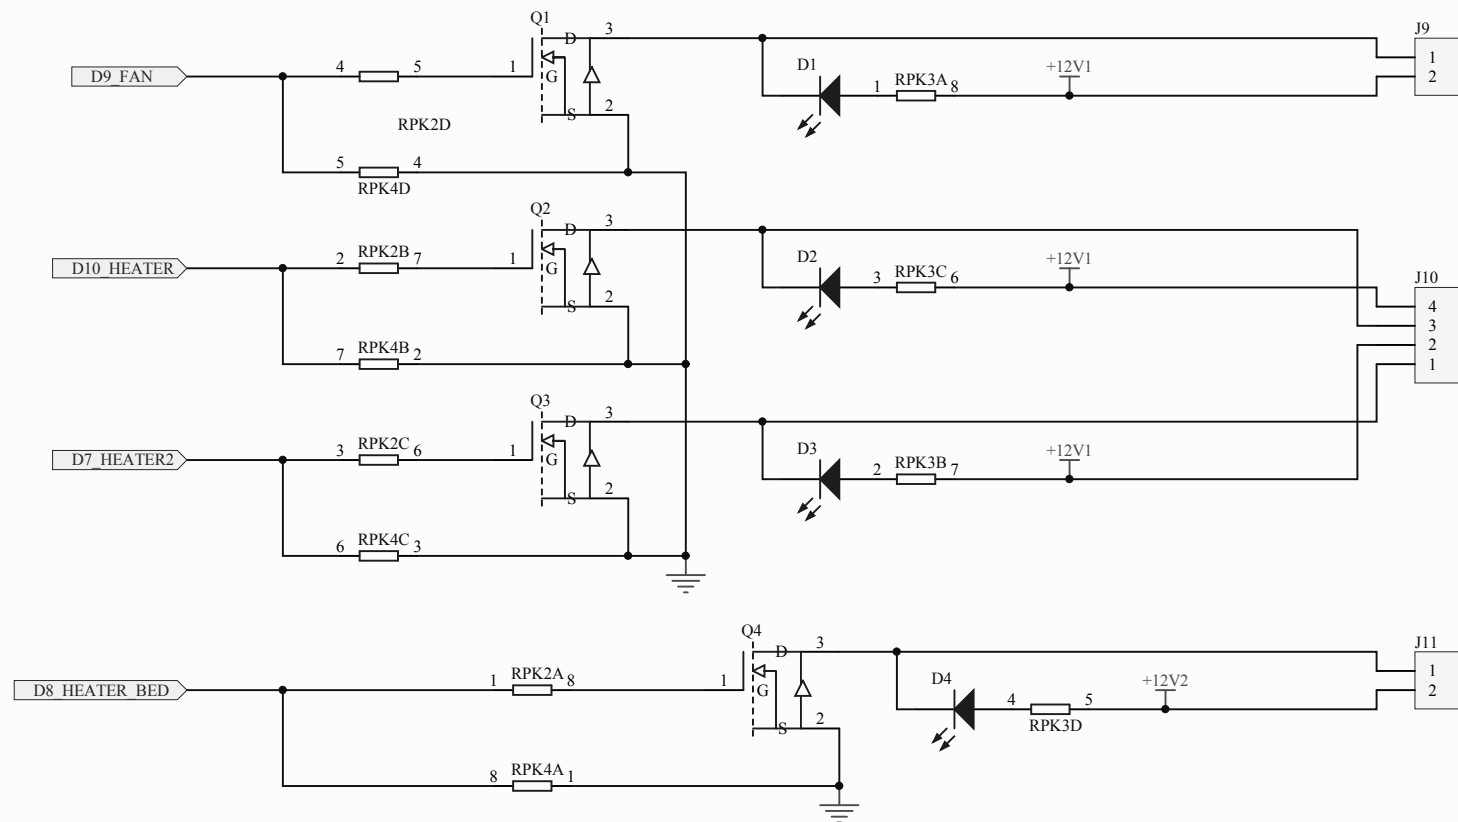 Q1
3
J9
D
D1
+12V1
1
D9_FAN
4
5
1
G
1
RPK3A
8
2
2
S
RPK2D
5
4
RPK4D
Q2
3
D
D2
+12V1
RPK2B
D10_HEATER
2
7
1
G
3
RPK3C
6
J10
2
4
S
3
RPK4B
2
7
2
1
Q3
3
D
D3
+12V1
RPK2C
D7_HEATER2
3
6
1
G
2
RPK3B
7
2
S
RPK4C
6
3
Q4
3
J11
D
D4
+12V2
1
RPK2A
D8_HEATER_BED
1
8
1
G
4
5
2
2
RPK3D
S
RPK4A
8
1